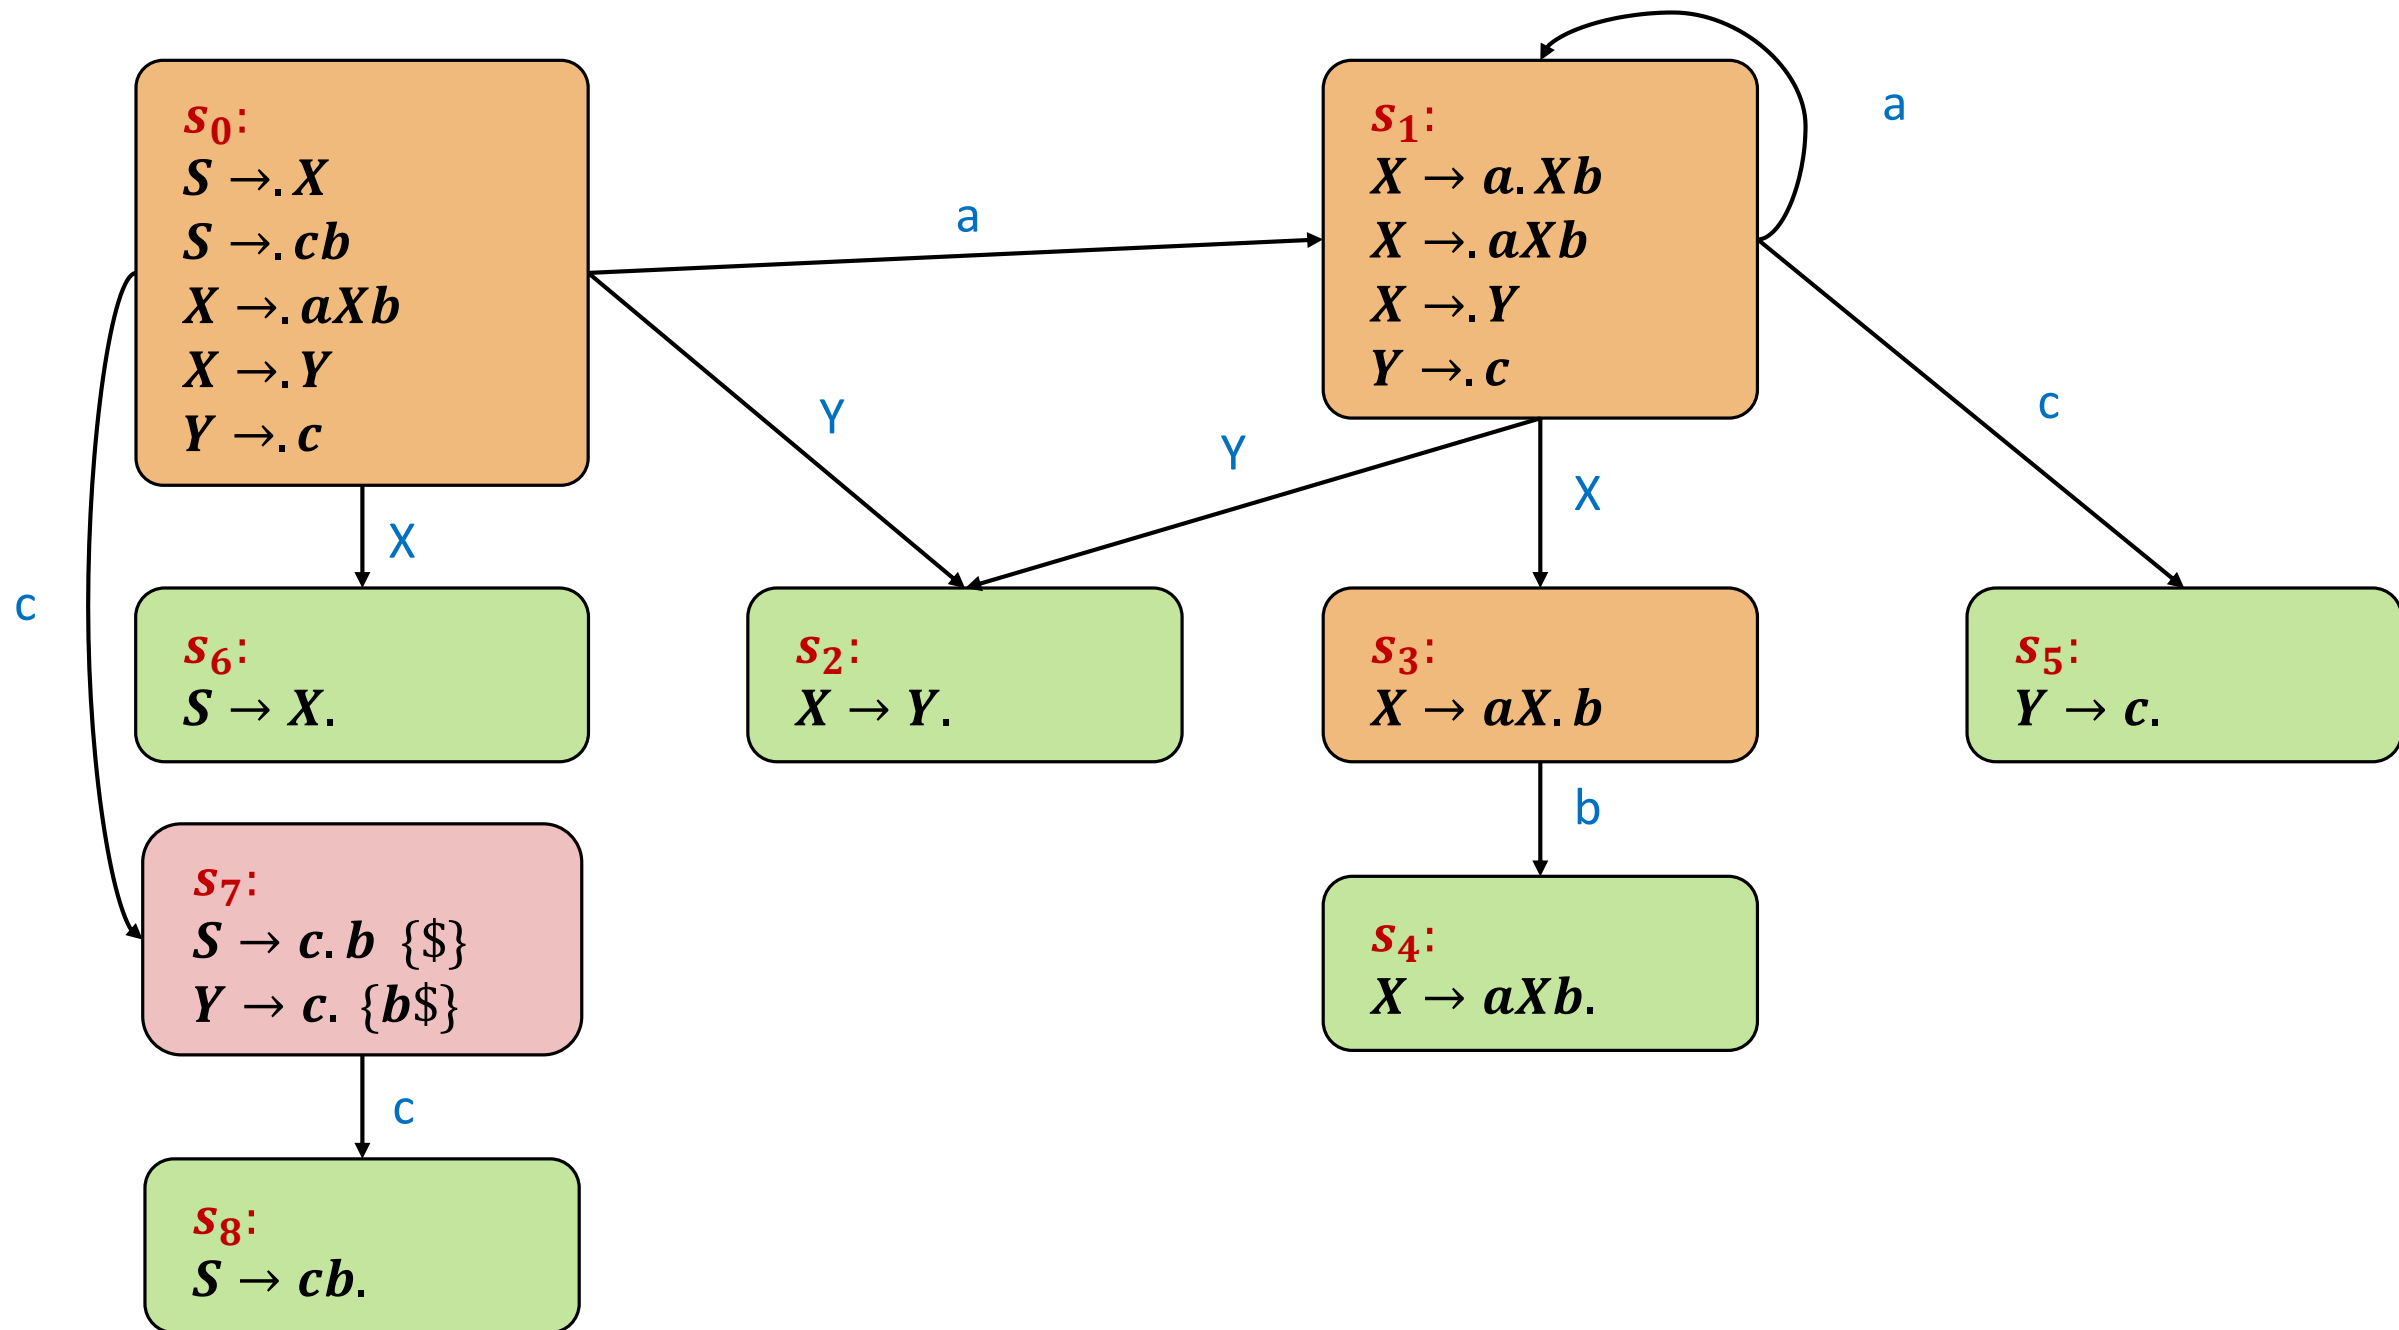 s0:
S →. X
S →. cb
X →. aXb
X →. Y
Y →. c
a
s1:
X → a. Xb
X →. aXb
X →. Y
Y →. c
a
Y
Y
X
c
X
c
s6:
S → X.
s2:
X → Y.
s3:
X → aX. b
s5:
Y → c.
b
s7:
S → c. b {$}
Y → c. {b$}
s4:
X → aXb.
c
s8:
S → cb.